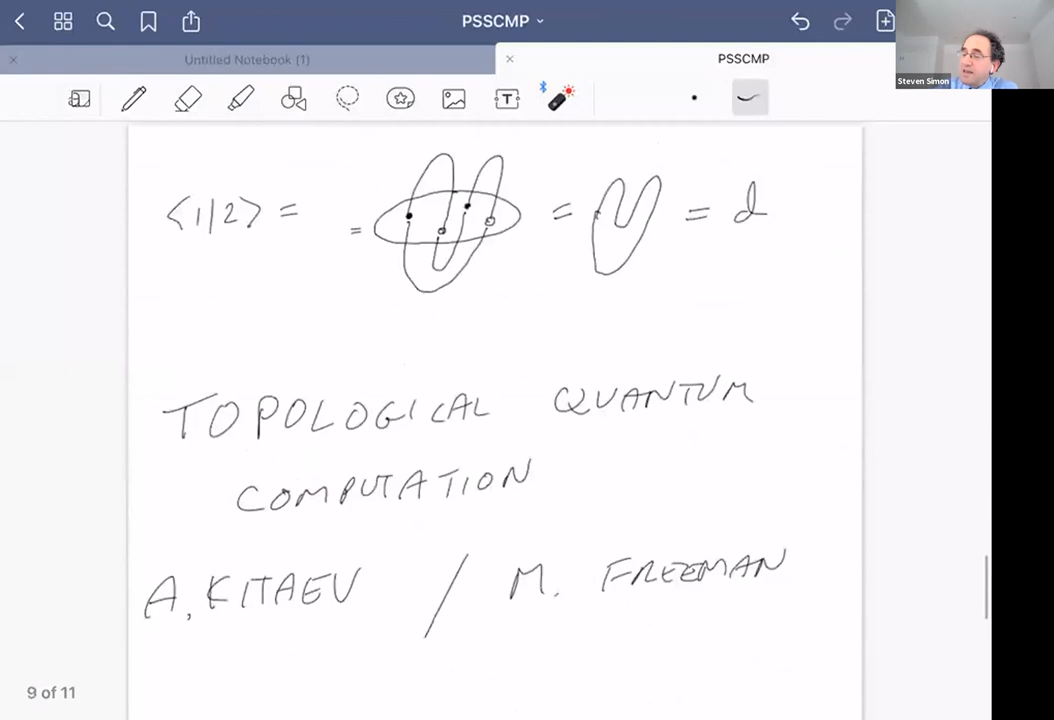 PSSCMP
Untitled Notebook (1)
PSSCMP
Steven Simon
T
⟨1|2⟩ =
= = = d
TOPOLOGICAL QUANTUM
COMPUTATION
A. KITAEV / M. FREEMAN
9 of 11